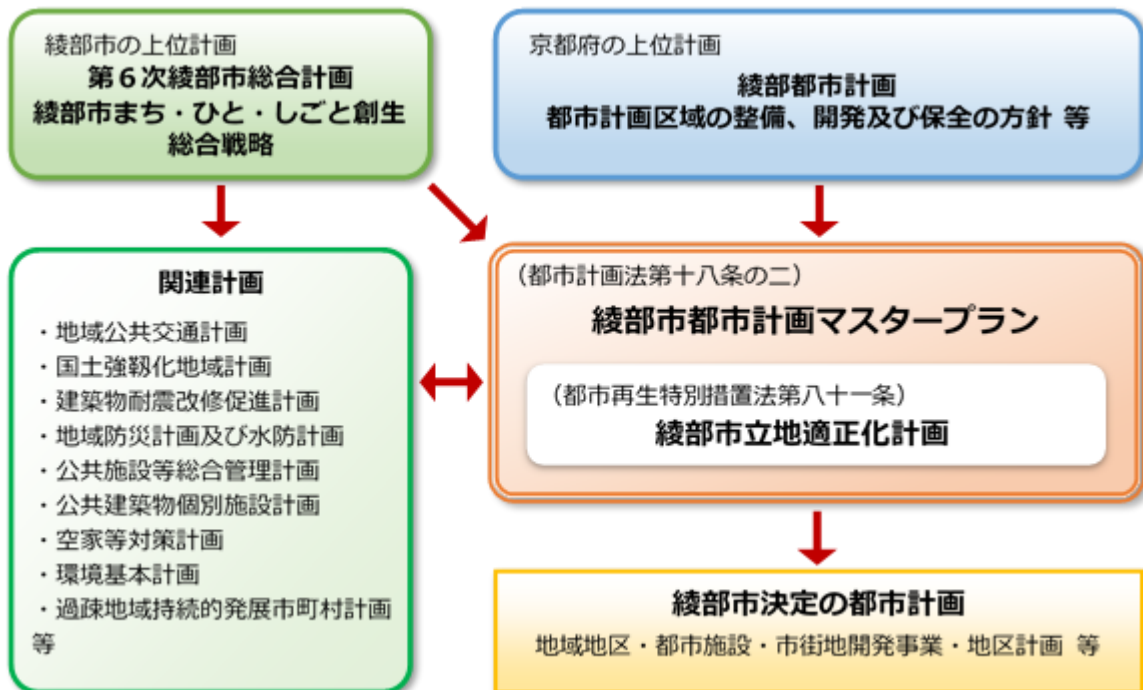 綾部市の上位計画
第6次綾部市総合計画
綾部市まち・ひと・しごと創生
総合戦略
京都府の上位計画
綾部都市計画
都市計画区域の整備、開発及び保全の方針 等
関連計画
・地域公共交通計画
・国土強靱化地域計画
・建築物耐震改修促進計画
・地域防災計画及び水防計画
・公共施設等総合管理計画
・公共建築物個別施設計画
・空家等対策計画
・環境基本計画
・過疎地域持続的発展市町村計画
等
（都市計画法第十八条の二）
綾部市都市計画マスタープラン
（都市再生特別措置法第八十一条）
綾部市立地適正化計画
綾部市決定の都市計画
地域地区・都市施設・市街地開発事業・地区計画 等